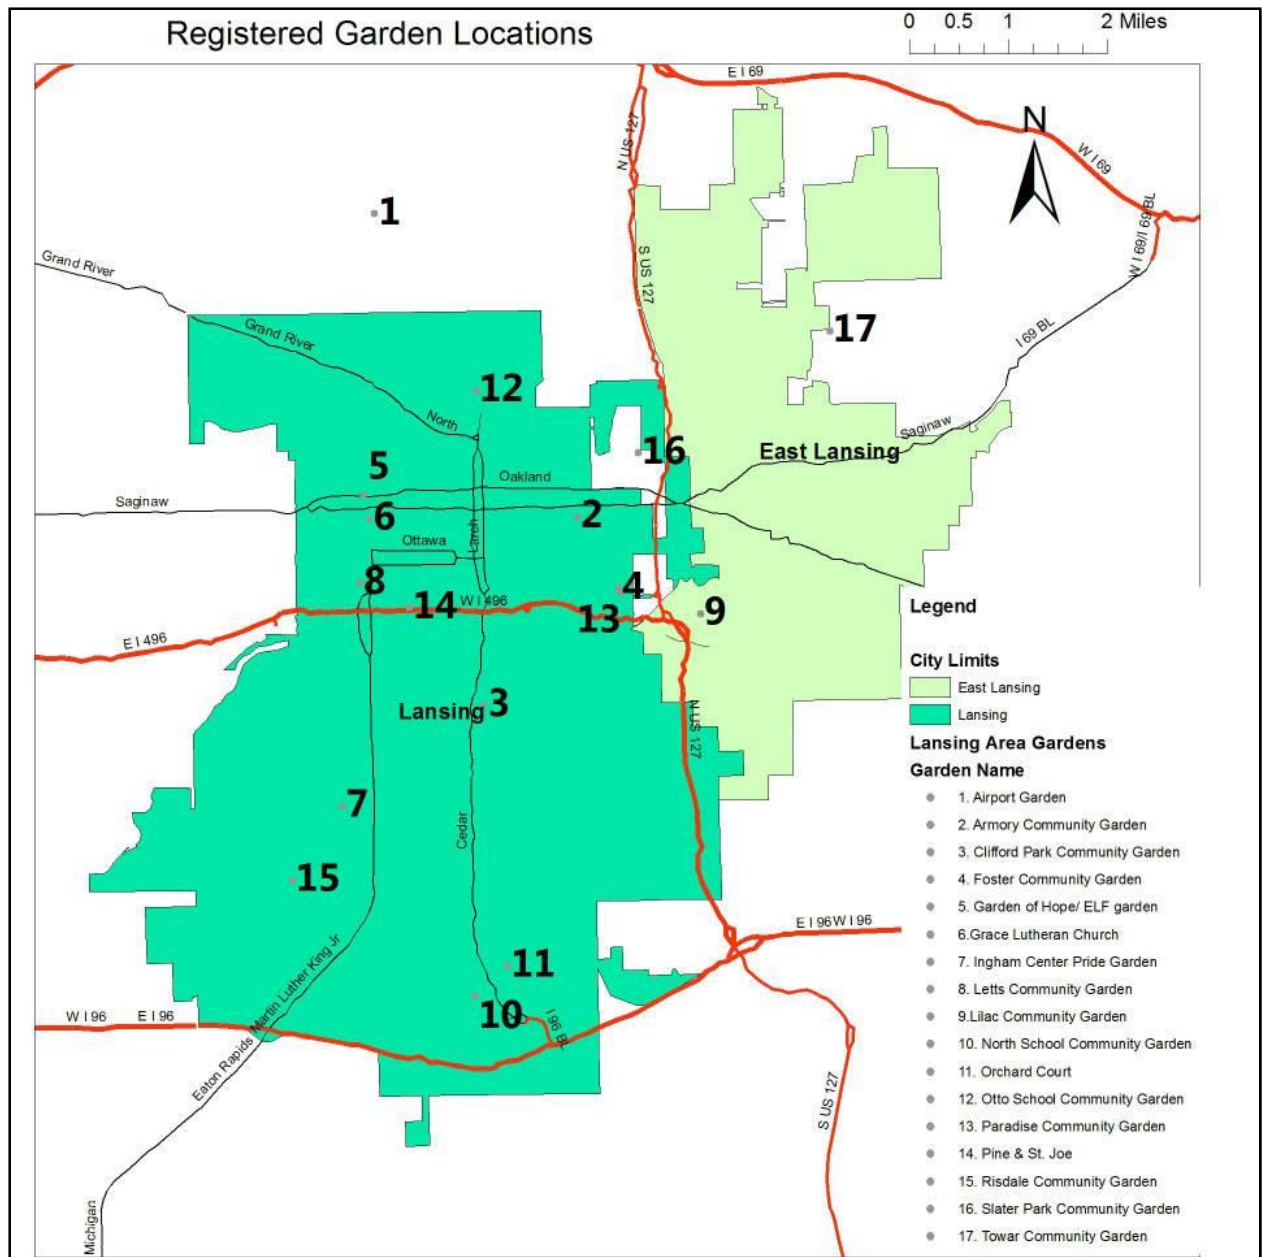 Registered Garden Locations
0 0.5 1 2 Miles
E I 69
N US 127
N
W I 69
1
W I 69/I 69 BL
Grand River
S US 127
Grand River
17
I 69 BL
12
North
Saginaw
16
East Lansing
5
Oakland
Saginaw
6
2
Larch
Ottawa
8
4
W I 496
14
13
9
E I 496
Lansing
3
N US 127
7
Cedar
15
E I 96 W I 96
11
Martin Luther King Jr
10
W I 96
E I 96
I 96 BL
Eaton Rapids
S US 127
Michigan
Legend
City Limits
East Lansing
Lansing
Lansing Area Gardens
Garden Name
1. Airport Garden
2. Armory Community Garden
3. Clifford Park Community Garden
4. Foster Community Garden
5. Garden of Hope/ ELF garden
6.Grace Lutheran Church
7. Ingham Center Pride Garden
8. Letts Community Garden
9.Lilac Community Garden
10. North School Community Garden
11. Orchard Court
12. Otto School Community Garden
13. Paradise Community Garden
14. Pine & St. Joe
15. Risdale Community Garden
16. Slater Park Community Garden
17. Towar Community Garden